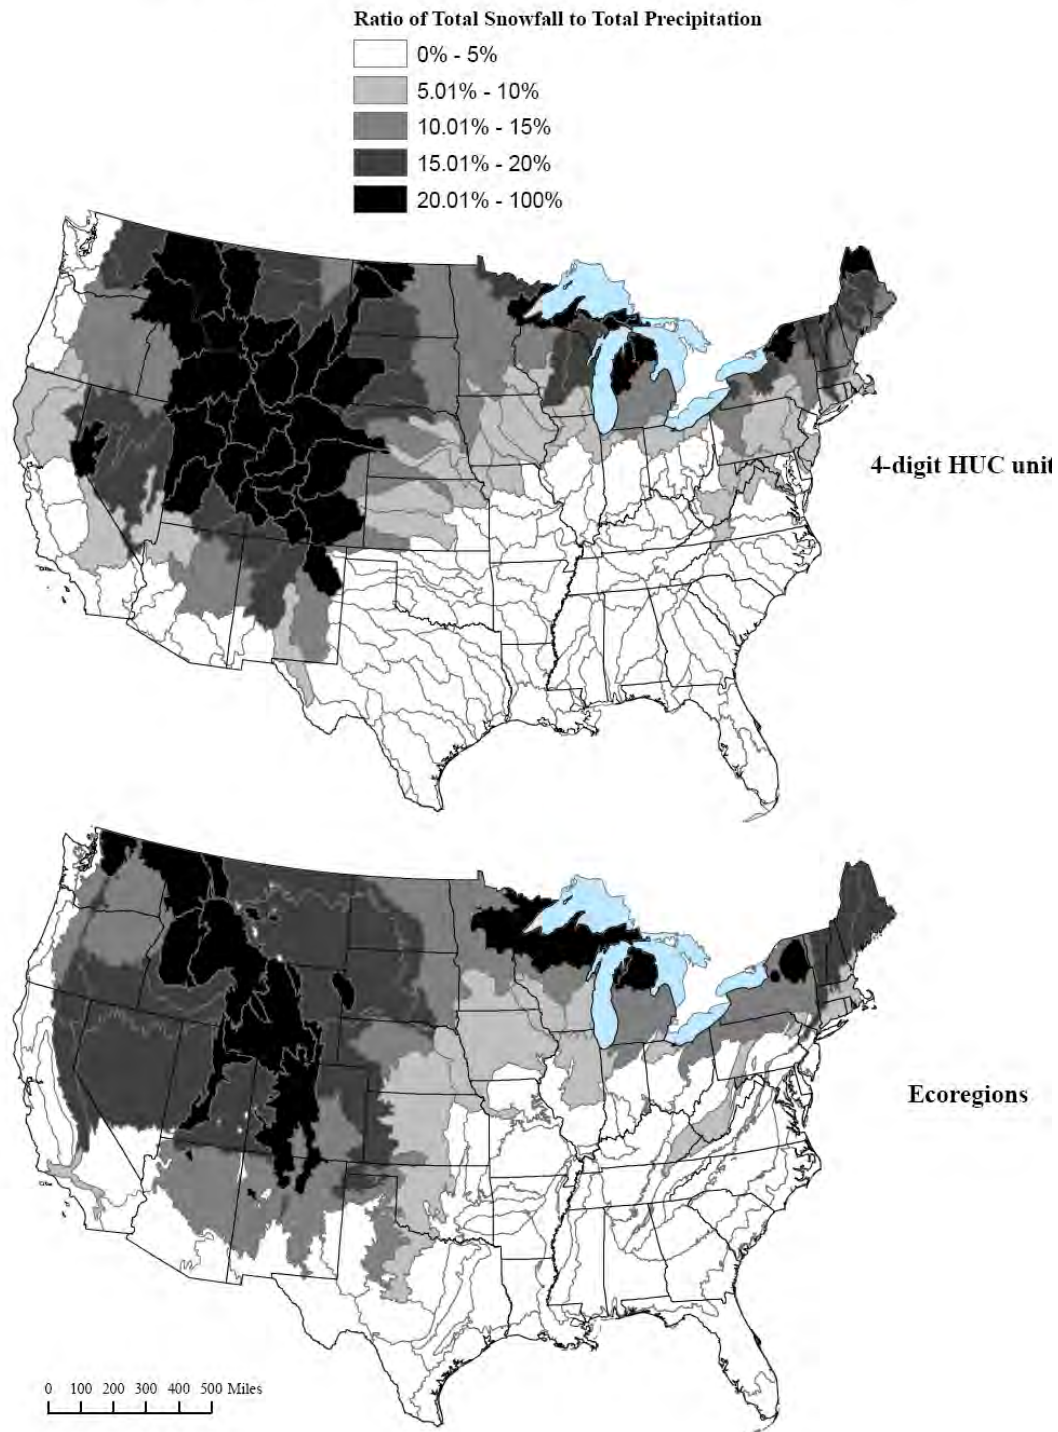 Ratio of Total Snowfall to Total Precipitation
0% - 5%
5.01% - 10%
10.01% - 15%
15.01% - 20%
20.01% - 100%
4-digit HUC unit
Ecoregions
0 100 200 300 400 500 Miles